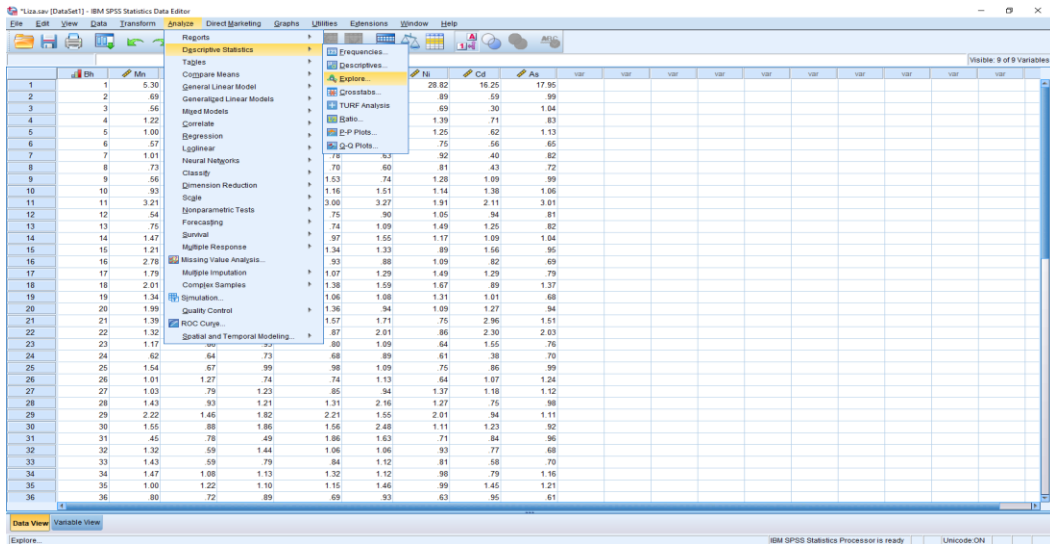 *Liza.sav [DataSet1] - IBM SPSS Statistics Data Editor
File Edit View Data Transform Analyze Direct Marketing Graphs Utilities Extensions Window Help
Visible: 9 of 9 Variables
Reports
Descriptive Statistics
Tables
Compare Means
General Linear Model
Generalized Linear Models
Mixed Models
Correlate
Regression
Loglinear
Neural Networks
Classify
Dimension Reduction
Scale
Nonparametric Tests
Forecasting
Survival
Multiple Response
Missing Value Analysis...
Multiple Imputation
Complex Samples
Simulation...
Quality Control
ROC Curve...
Spatial and Temporal Modeling...
Frequencies...
Descriptives...
Explore...
Crosstabs...
TURF Analysis
Ratio...
P-P Plots...
Q-Q Plots...
Bh Mn Ni Cd As var var var var var var var var
1 1 5.30 28.82 16.25 17.95
2 2 .69 .89 .59 .99
3 3 .56 .69 .30 1.04
4 4 1.22 1.39 .71 .83
5 5 1.00 1.25 .62 1.13
6 6 .57 .75 .56 .65
7 7 1.01 .78 .63 .92 .40 .82
8 8 .73 .70 .60 .81 .43 .72
9 9 .56 1.53 .74 1.28 1.09 .99
10 10 .93 1.16 1.51 1.14 1.38 1.06
11 11 3.21 3.00 3.27 1.91 2.11 3.01
12 12 .54 .75 .90 1.05 .94 .81
13 13 .75 .74 1.09 1.49 1.25 .82
14 14 1.47 .97 1.55 1.17 1.09 1.04
15 15 1.21 1.34 1.33 .89 1.56 .95
16 16 2.78 .93 .88 1.09 .82 .69
17 17 1.79 1.07 1.29 1.49 1.29 .79
18 18 2.01 1.38 1.59 1.67 .89 1.37
19 19 1.34 1.06 1.08 1.31 1.01 .68
20 20 1.99 1.36 .94 1.09 1.27 .94
21 21 1.39 1.57 1.71 .75 2.96 1.51
22 22 1.32 .87 2.01 .86 2.30 2.03
23 23 1.17 .80 1.09 .64 1.55 .76
24 24 .62 .64 .73 .68 .89 .61 .38 .70
25 25 1.54 .67 .99 .98 1.09 .75 .86 .99
26 26 1.01 1.27 .74 .74 1.13 .64 1.07 1.24
27 27 1.03 .79 1.23 .85 .94 1.37 1.18 1.12
28 28 1.43 .93 1.21 1.31 2.16 1.27 .75 .98
29 29 2.22 1.46 1.82 2.21 1.55 2.01 .94 1.11
30 30 1.55 .88 1.86 1.56 2.48 1.11 1.23 .92
31 31 .45 .78 .49 1.86 1.63 .71 .84 .96
32 32 1.32 .59 1.44 1.06 1.06 .93 .77 .68
33 33 1.43 .59 .79 .84 1.12 .81 .58 .70
34 34 1.47 1.08 1.13 1.32 1.12 .98 .79 1.16
35 35 1.00 1.22 1.10 1.15 1.46 .99 1.45 1.21
36 36 .80 .72 .89 .69 .93 .63 .95 .61
Data View Variable View
Explore... IBM SPSS Statistics Processor is ready Unicode:ON